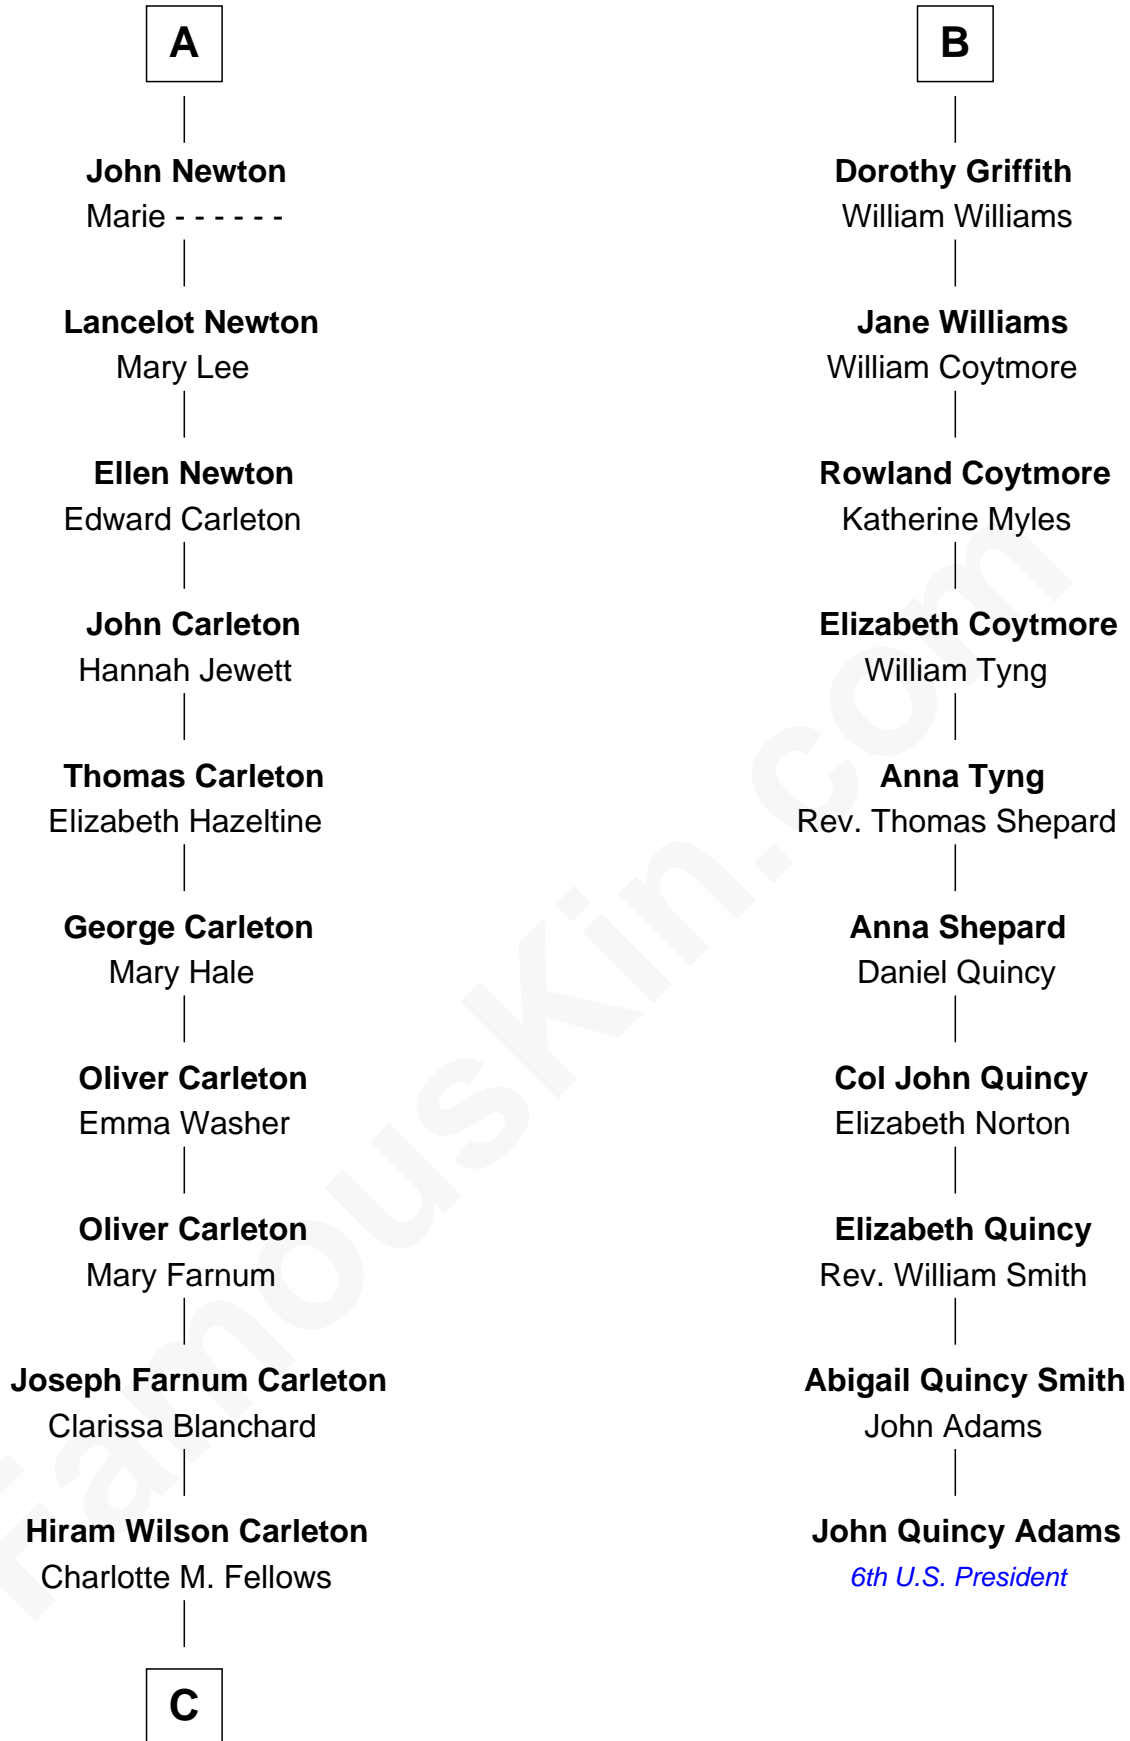 A
John Newton
Marie - - - - - -
Lancelot Newton
Mary Lee
Ellen Newton
Edward Carleton
John Carleton
Hannah Jewett
Thomas Carleton
Elizabeth Hazeltine
George Carleton
Mary Hale
Oliver Carleton
Emma Washer
Oliver Carleton
Mary Farnum
Joseph Farnum Carleton
Clarissa Blanchard
Hiram Wilson Carleton
Charlotte M. Fellows
C
B
Dorothy Griffith
William Williams
Jane Williams
William Coytmore
Rowland Coytmore
Katherine Myles
Elizabeth Coytmore
William Tyng
Anna Tyng
Rev. Thomas Shepard
Anna Shepard
Daniel Quincy
Col John Quincy
Elizabeth Norton
Elizabeth Quincy
Rev. William Smith
Abigail Quincy Smith
John Adams
John Quincy Adams
6th U.S. President
FamousKin.com